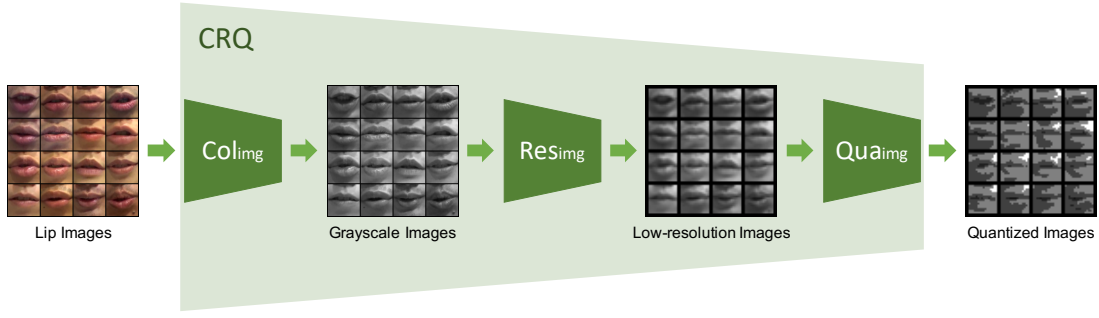 CRQ
Colimg
Resimg
Quaimg
Lip Images
Grayscale Images
Low-resolution Images
Quantized Images